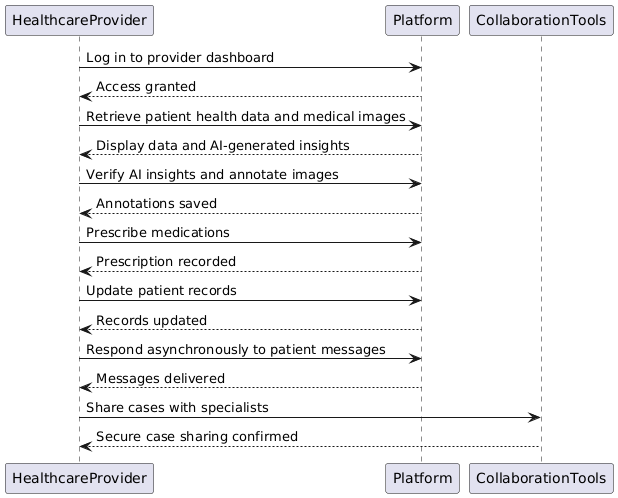 HealthcareProvider Platform CollaborationTools
Log in to provider dashboard
Access granted
Retrieve patient health data and medical images
Display data and AI-generated insights
Verify AI insights and annotate images
Annotations saved
Prescribe medications
Prescription recorded
Update patient records
Records updated
Respond asynchronously to patient messages
Messages delivered
Share cases with specialists
Secure case sharing confirmed
HealthcareProvider Platform CollaborationTools